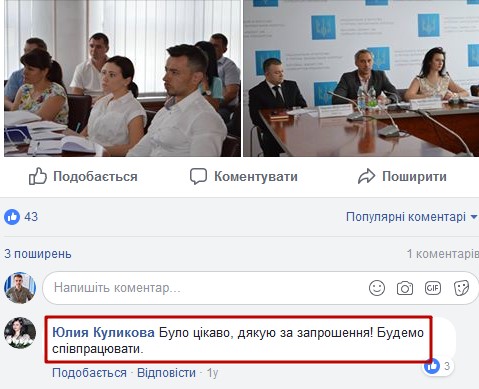 Подобається
Коментувати
Поширити
43
Популярні коментарі
3 поширень
1 коментарів
Напишіть коментар...
GIF
Юлия Куликова Було цікаво, дякую за запрошення! Будемо
співпрацювати.
3
Подобається · Відповісти · 1у